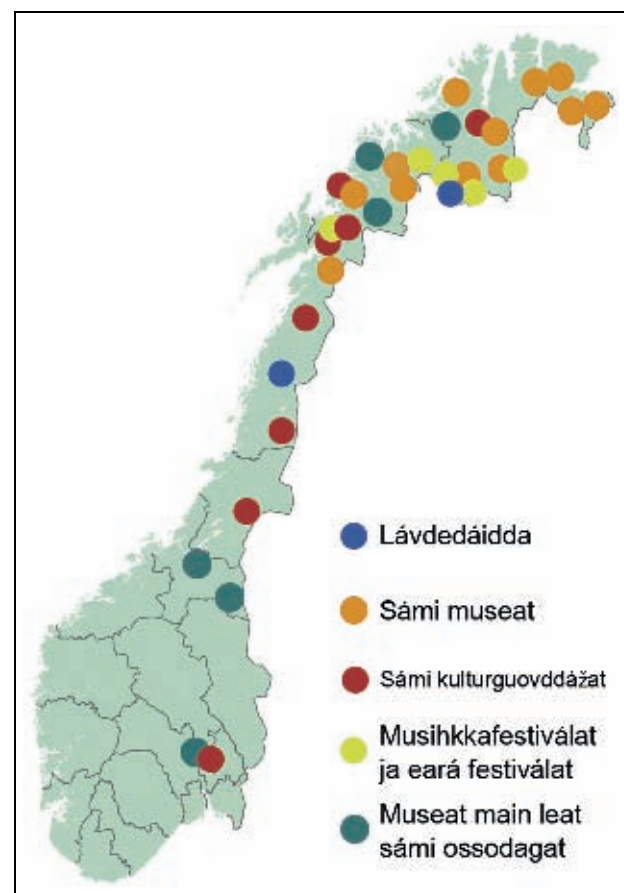 Lávdedáidda
Sámi museat
Sámi kulturguovddážat
Musihkkafestiválat
ja eará festiválat
Museat main leat
sámi ossodagat